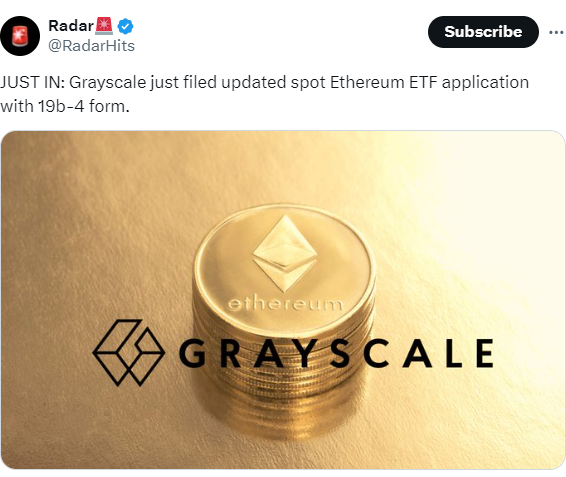 Radar🚨
@RadarHits
Subscribe
JUST IN: Grayscale just filed updated spot Ethereum ETF application
with 19b-4 form.
ethereum
GRAYSCALE